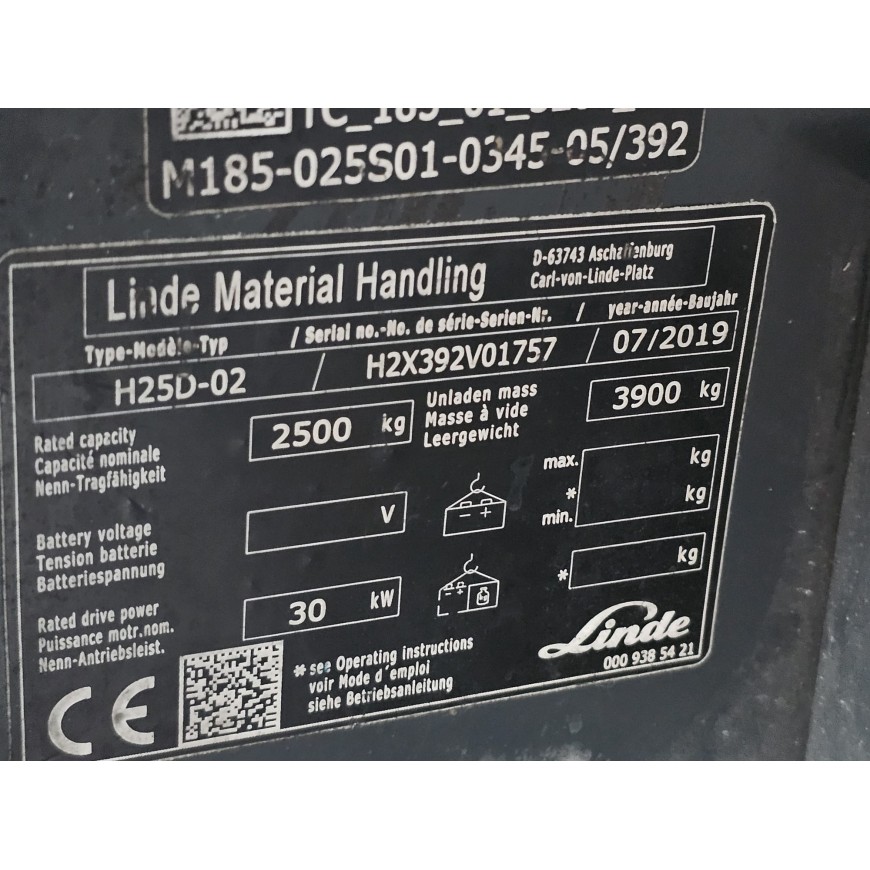 M185-025S01-0345-05/392
Linde Material Handling
D-63743 Aschaffenburg
Carl-von-Linde-Platz
Type-Modèle-Typ / Serial no.-No. de série-Serien-Nr. / year-année-Baujahr
H25D-02 / H2X392V01757 / 07/2019
Rated capacity
Capacité nominale
Nenn-Tragfähigkeit
2500 kg
Unladen mass
Masse à vide
Leergewicht
3900 kg
Battery voltage
Tension batterie
Batteriespannung
V
- +
max. kg
* kg
min.
Rated drive power
Puissance motr.nom.
Nenn-Antriebsleist.
30 kW
- + kg
* kg
CE
* see Operating instructions
voir Mode d'emploi
siehe Betriebsanleitung
Linde
000 938 54 21